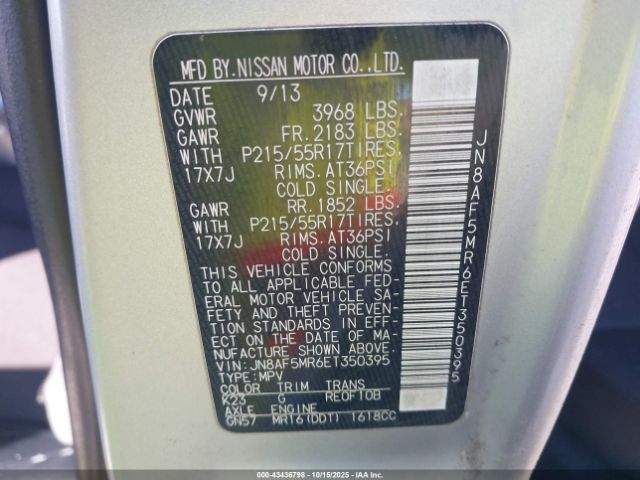 MFD BY.NISSAN MOTOR CO.,LTD.
DATE 9/13
GVWR 3968 LBS.
GAWR FR.2183 LBS.
WITH P215/55R17TIRES.
17X7J RIMS.AT36PSI
COLD SINGLE.
GAWR RR.1852 LBS.
WITH P215/55R17TIRES.
17X7J RIMS.AT36PSI
COLD SINGLE.
THIS VEHICLE CONFORMS
TO ALL APPLICABLE FED-
ERAL MOTOR VEHICLE SA-
FETY AND THEFT PREVEN-
TION STANDARDS IN EFF-
ECT ON THE DATE OF MA-
NUFACTURE SHOWN ABOVE.
VIN:JN8AF5MR6ET350395
TYPE:MPV
COLOR TRIM TRANS
K23 G RE0F10B
AXLE ENGINE
GN57 MR16(DDT) 1618CC
JN8AF5MR6ET350395
000-43436798 - 10/15/2025 - IAAI.COM